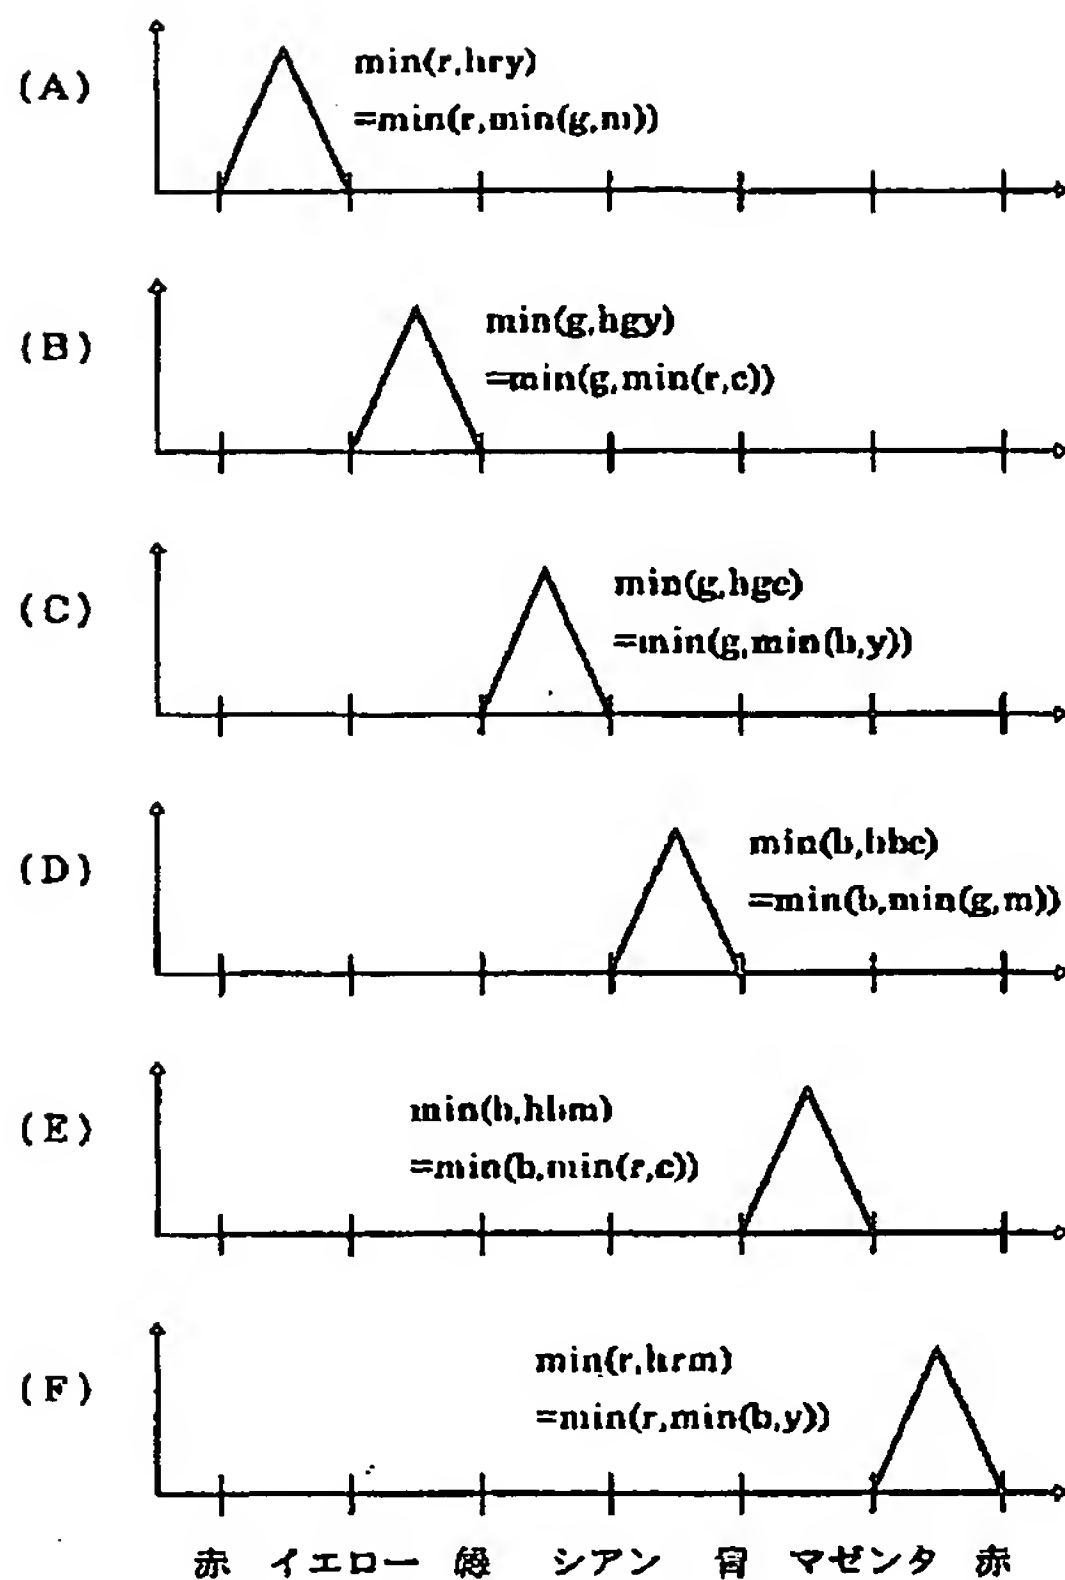 (A)
min(r,hry)
=min(r,min(g,m))
(B)
min(g,hgy)
=min(g,min(r,c))
(C)
min(g,hgc)
=min(g,min(b,y))
(D)
min(b,hbc)
=min(b,min(g,m))
(E)
min(b,hbm)
=min(b,min(r,c))
(F)
min(r,hrm)
=min(r,min(b,y))
赤 イエロー 緑 シアン 青 マゼンタ 赤